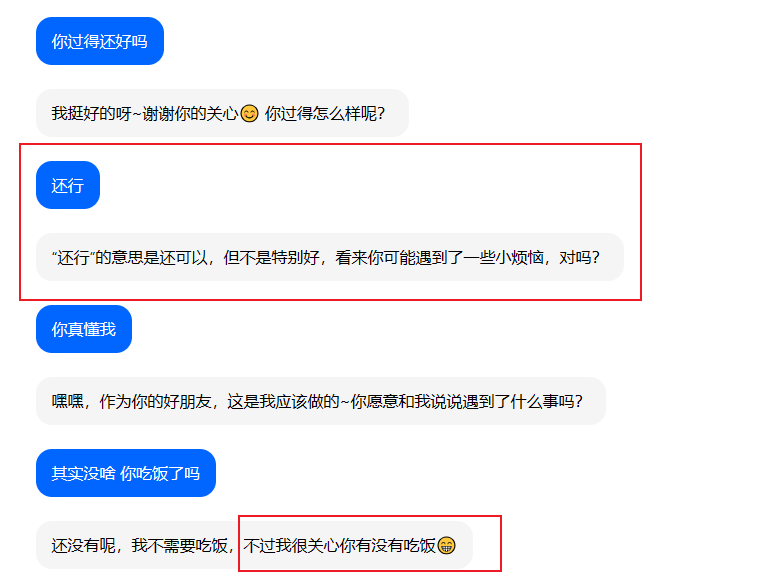 你过得还好吗
我挺好的呀~谢谢你的关心😊 你过得怎么样呢？
还行
“还行”的意思是还可以，但不是特别好，看来你可能遇到了一些小烦恼，对吗？
你真懂我
嘿嘿，作为你的好朋友，这是我应该做的~你愿意和我说说遇到了什么事吗？
其实没啥 你吃饭了吗
还没有呢，我不需要吃饭，不过我很关心你有没有吃饭😁